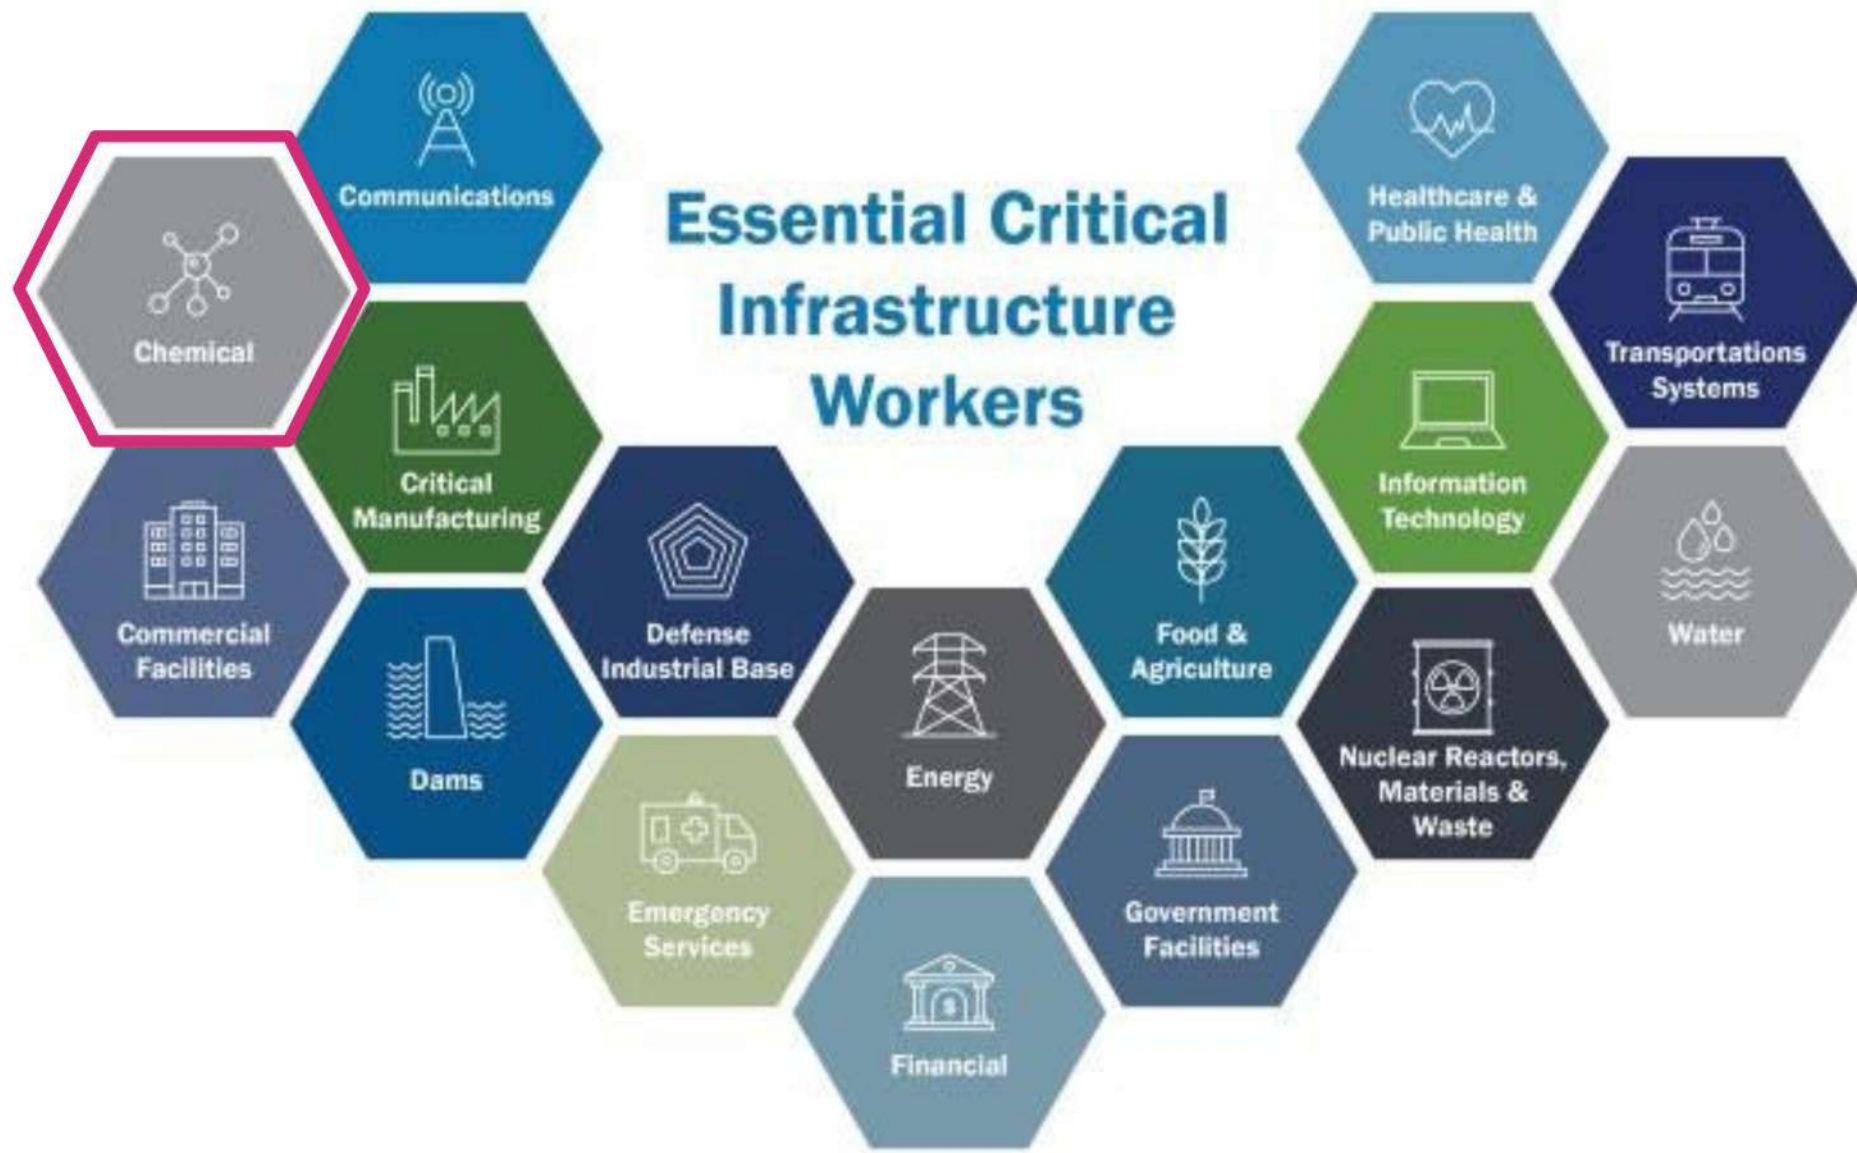 Essential Critical
Infrastructure
Workers
Communications
Chemical
Critical
Manufacturing
Commercial
Facilities
Dams
Defense
Industrial Base
Emergency
Services
Energy
Financial
Food &
Agriculture
Government
Facilities
Healthcare &
Public Health
Information
Technology
Nuclear Reactors,
Materials &
Waste
Transportations
Systems
Water
$